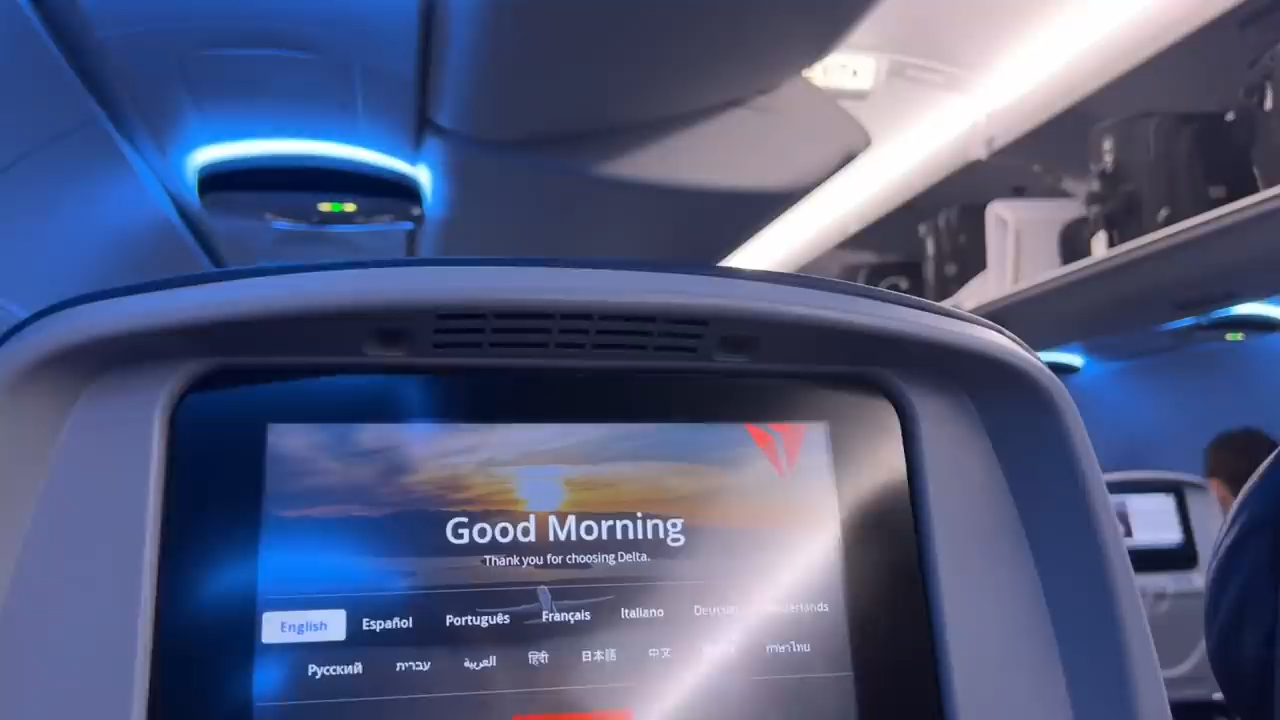 Good Morning
Thank you for choosing Delta.
English Español Português Français Italiano
Русский עברית العربية हिंदी 日本語 中文 ภาษาไทย